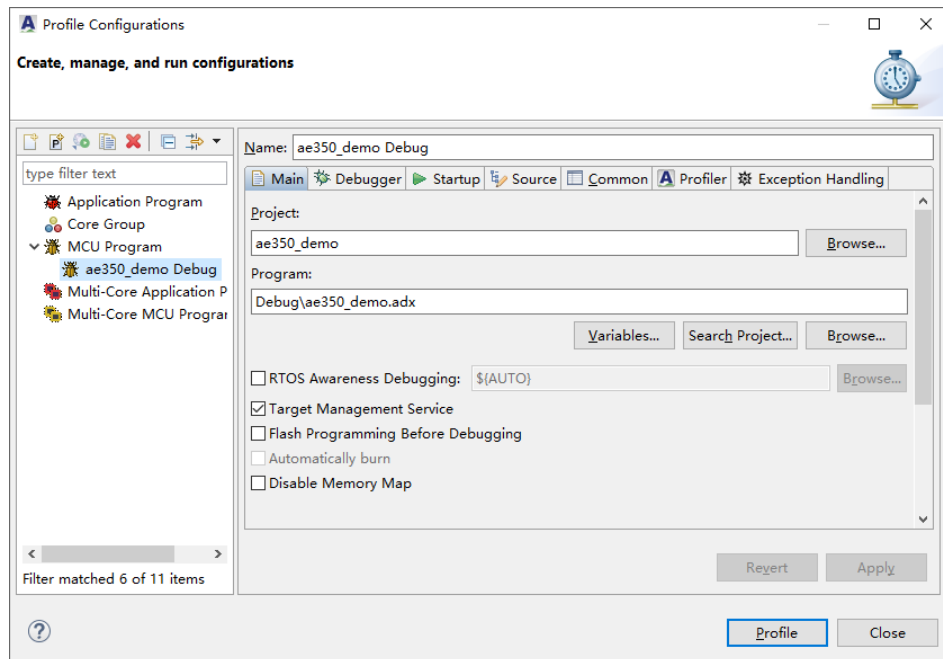 Profile Configurations
Create, manage, and run configurations
type filter text
Application Program
Core Group
MCU Program
ae350_demo Debug
Multi-Core Application P
Multi-Core MCU Program
Filter matched 6 of 11 items
Name: ae350_demo Debug
Main Debugger Startup Source Common Profiler Exception Handling
Project:
ae350_demo Browse...
Program:
Debug\ae350_demo.adx
Variables... Search Project... Browse...
RTOS Awareness Debugging: ${AUTO} Browse...
Target Management Service
Flash Programming Before Debugging
Automatically burn
Disable Memory Map
Revert Apply
Profile Close